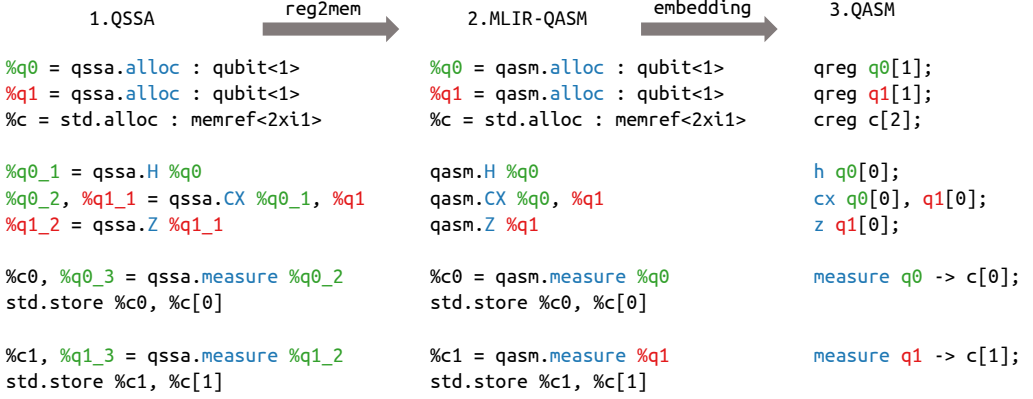 1.QSSA reg2mem 2.MLIR-QASM embedding 3.QASM
%q0 = qssa.alloc : qubit<1> %q0 = qasm.alloc : qubit<1> qreg q0[1];
%q1 = qssa.alloc : qubit<1> %q1 = qasm.alloc : qubit<1> qreg q1[1];
%c = std.alloc : memref<2xi1> %c = std.alloc : memref<2xi1> creg c[2];
%q0_1 = qssa.H %q0 qasm.H %q0 h q0[0];
%q0_2, %q1_1 = qssa.CX %q0_1, %q1 qasm.CX %q0, %q1 cx q0[0], q1[0];
%q1_2 = qssa.Z %q1_1 qasm.Z %q1 z q1[0];
%c0, %q0_3 = qssa.measure %q0_2 %c0 = qasm.measure %q0 measure q0 -> c[0];
std.store %c0, %c[0] std.store %c0, %c[0]
%c1, %q1_3 = qssa.measure %q1_2 %c1 = qasm.measure %q1 measure q1 -> c[1];
std.store %c1, %c[1] std.store %c1, %c[1]